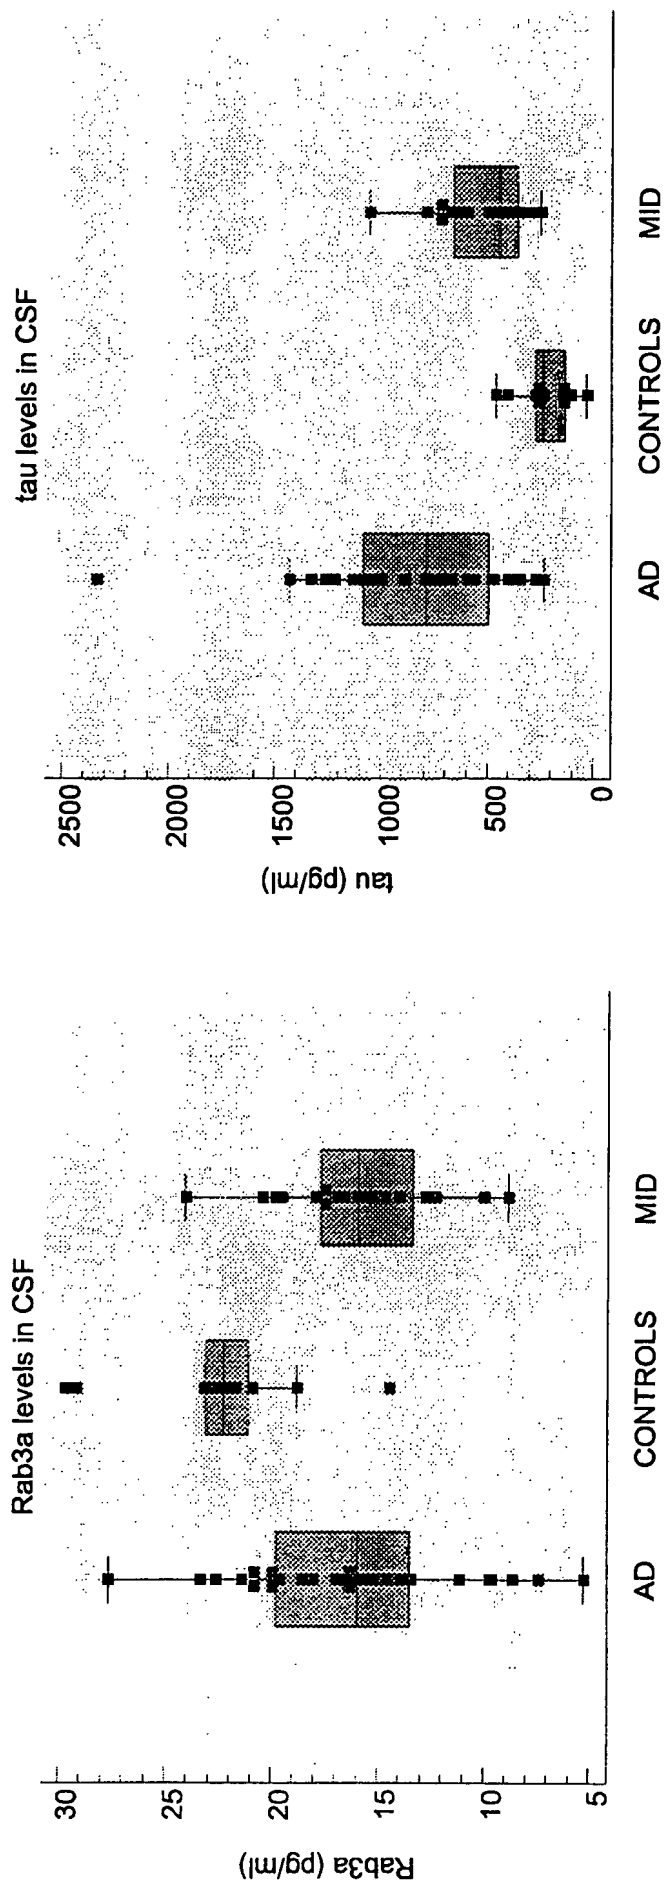 Rab3a levels in CSF
Rab3a (pg/ml)
30
20
15
10
5
AD
CONTROLS
MID
tau levels in CSF
tau (pg/ml)
2500
2000
1500
1000
500
0
AD
CONTROLS
MID